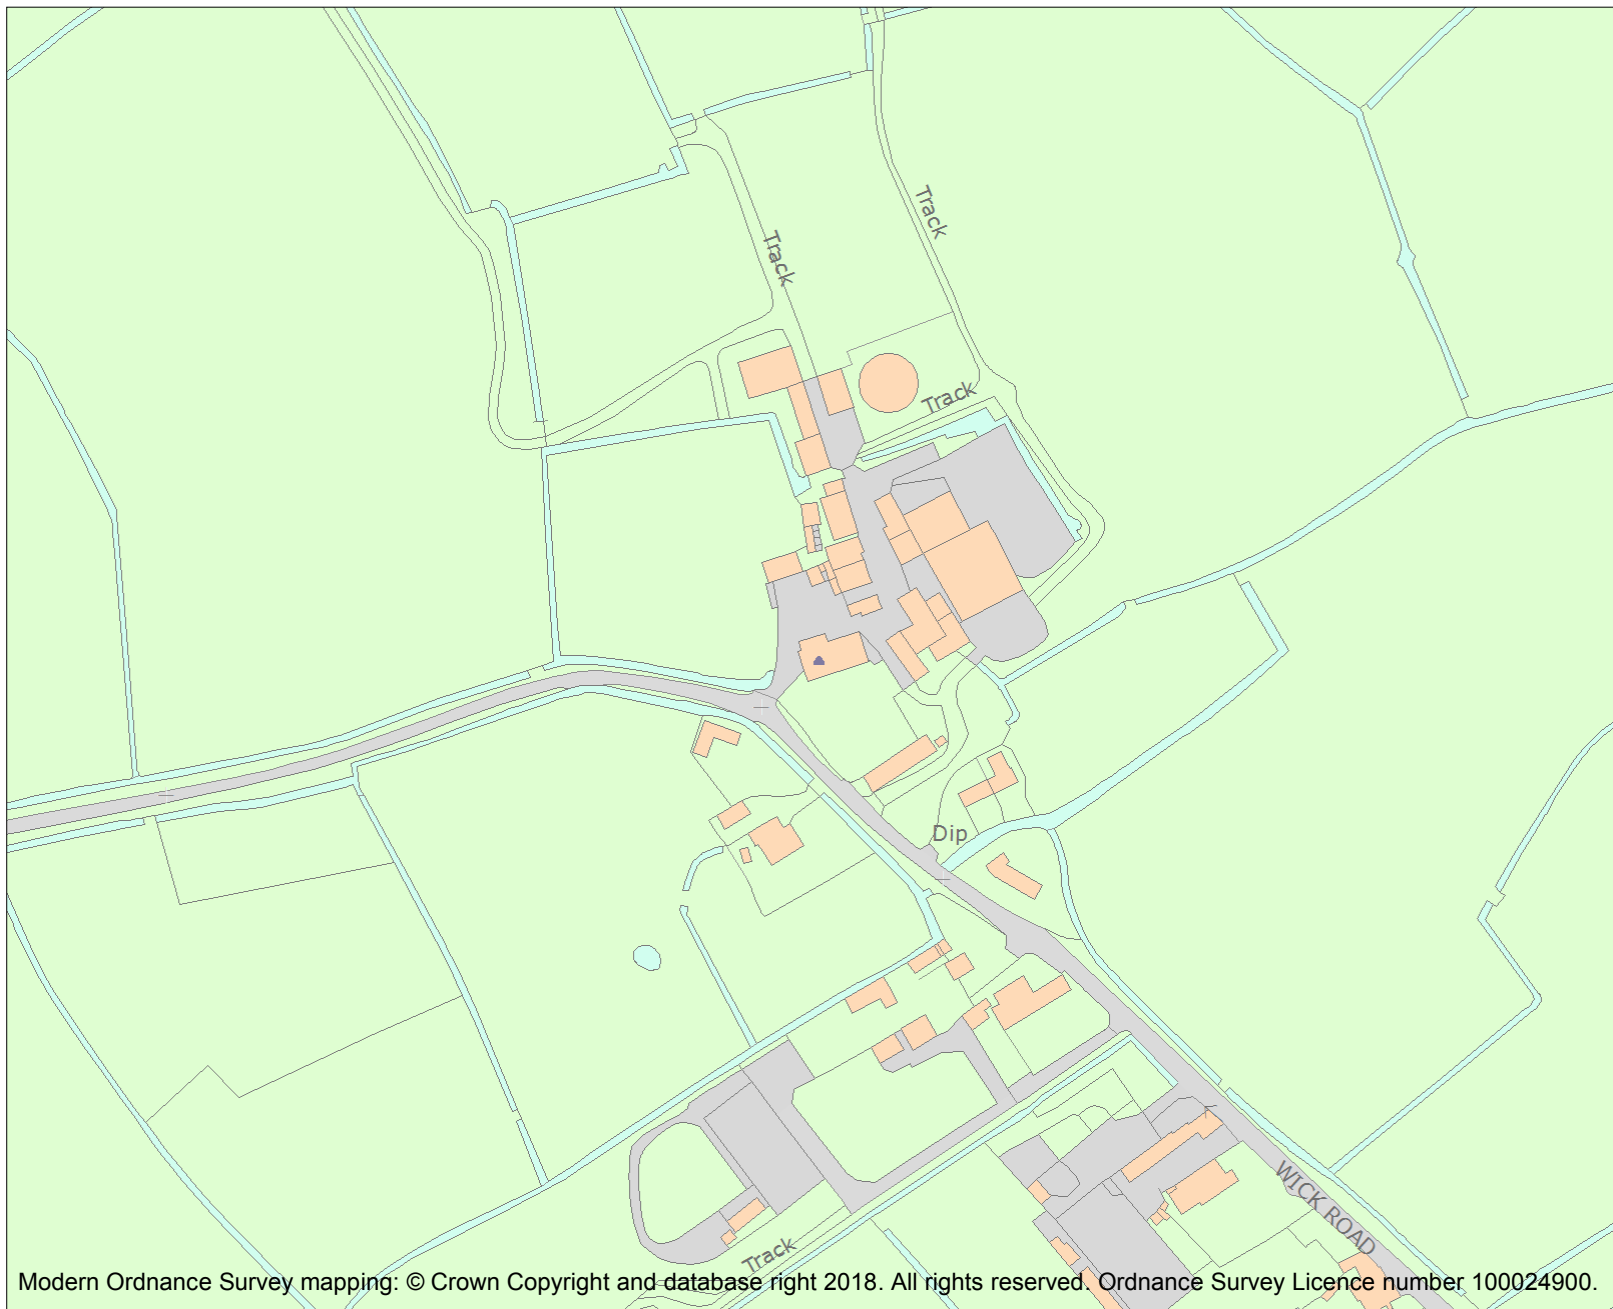 Track
Track
Track
Dip
WICK ROAD
Track
Modern Ordnance Survey mapping: © Crown Copyright and database right 2018. All rights reserved. Ordnance Survey Licence number 100024900.